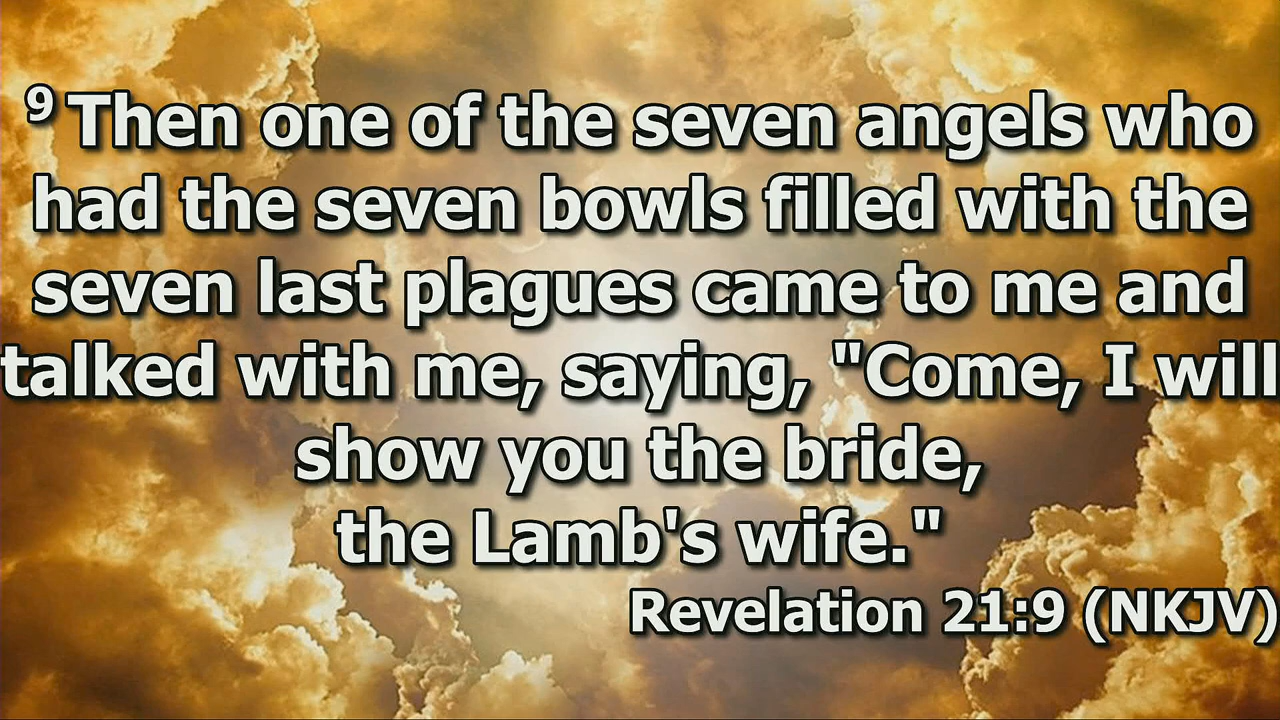 9 Then one of the seven angels who
had the seven bowls filled with the
seven last plagues came to me and
talked with me, saying, "Come, I will
show you the bride,
the Lamb's wife."
Revelation 21:9 (NKJV)